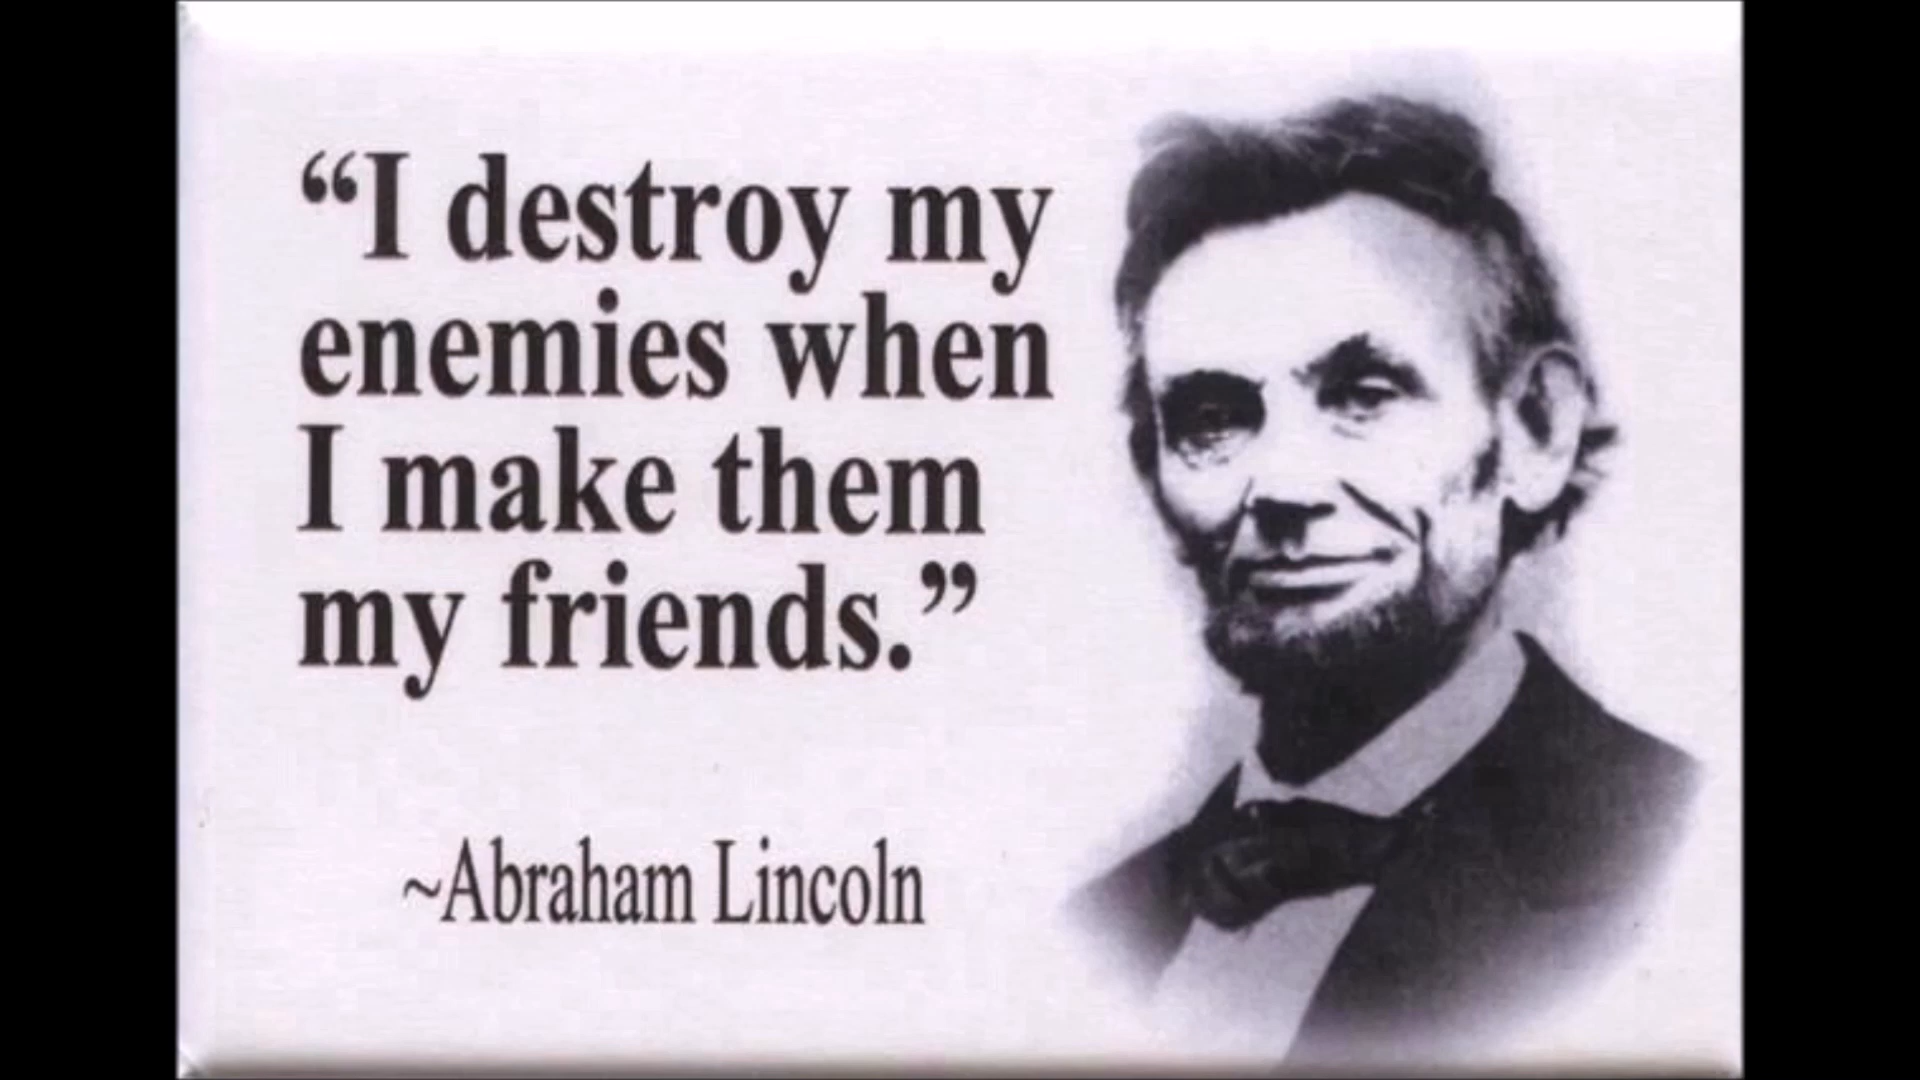 “I destroy my
enemies when
I make them
my friends.”
~Abraham Lincoln